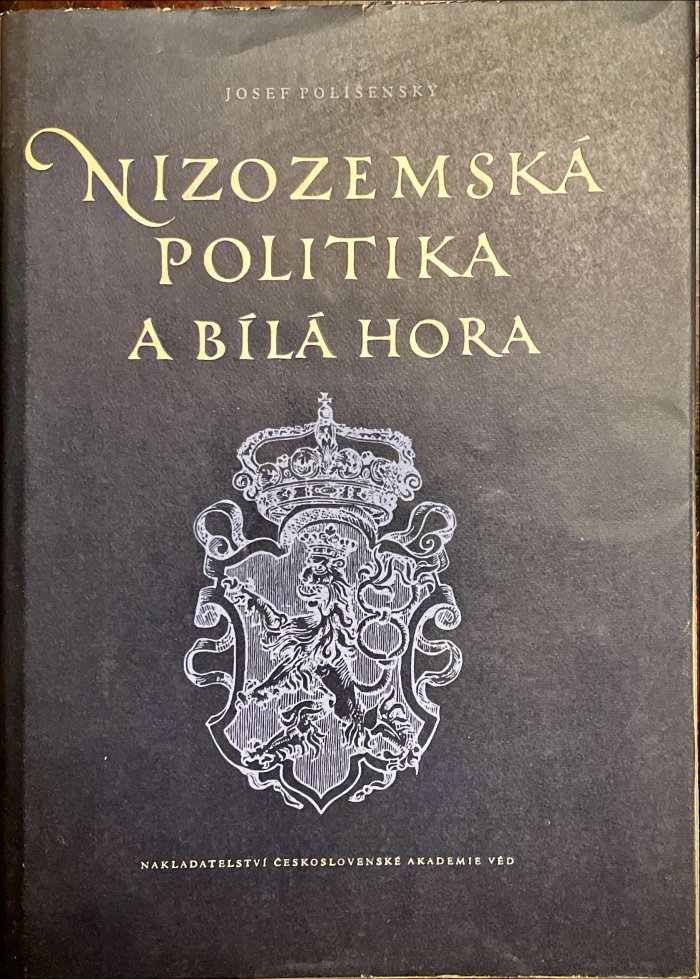 JOSEF POLIŠENSKÝ
NIZOZEMSKÁ
POLITIKA
A BÍLÁ HORA
NAKLADATELSTVÍ ČESKOSLOVENSKÉ AKADEMIE VĚD